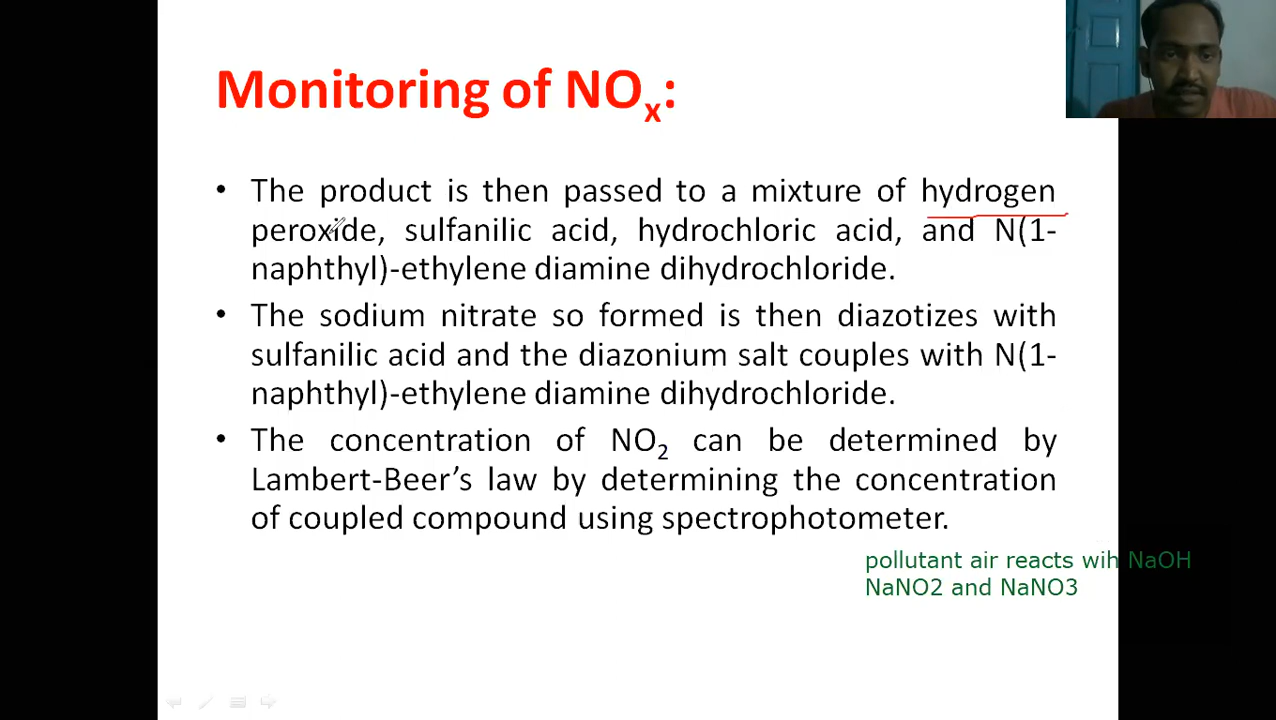 Monitoring of NOx:
• The product is then passed to a mixture of hydrogen
peroxide, sulfanilic acid, hydrochloric acid, and N(1-
naphthyl)-ethylene diamine dihydrochloride.
• The sodium nitrate so formed is then diazotizes with
sulfanilic acid and the diazonium salt couples with N(1-
naphthyl)-ethylene diamine dihydrochloride.
• The concentration of NO2 can be determined by
Lambert-Beer’s law by determining the concentration
of coupled compound using spectrophotometer.
pollutant air reacts wih NaOH
NaNO2 and NaNO3